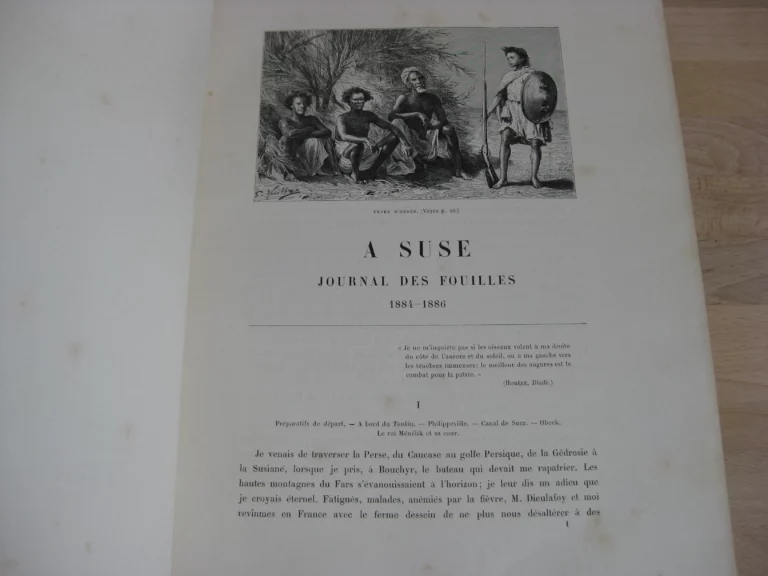 TYPES D'OBOCK. (Voyez p. 10.)
A SUSE
JOURNAL DES FOUILLES
1884-1886
« Je ne m'inquiète pas si les oiseaux volent à ma droite
du côté de l'aurore et du soleil, ou à ma gauche vers
les ténèbres immenses; le meilleur des augures est le
combat pour la patrie. »
(Homère, Iliade.)
I
Préparatifs de départ. — A bord du Tonkin. — Philippeville. — Canal de Suez. — Obock. —
Le roi Ménélik et sa cour.
Je venais de traverser la Perse, du Caucase au golfe Persique, de la Gédrosie à
la Susiane, lorsque je pris, à Bouchyr, le bateau qui devait me rapatrier. Les
hautes montagnes du Fars s'évanouissaient à l'horizon; je leur dis un adieu que
je croyais éternel. Fatigués, malades, anémiés par la fièvre, M. Dieulafoy et moi
revînmes en France avec le ferme dessein de ne plus nous désaltérer à des
1